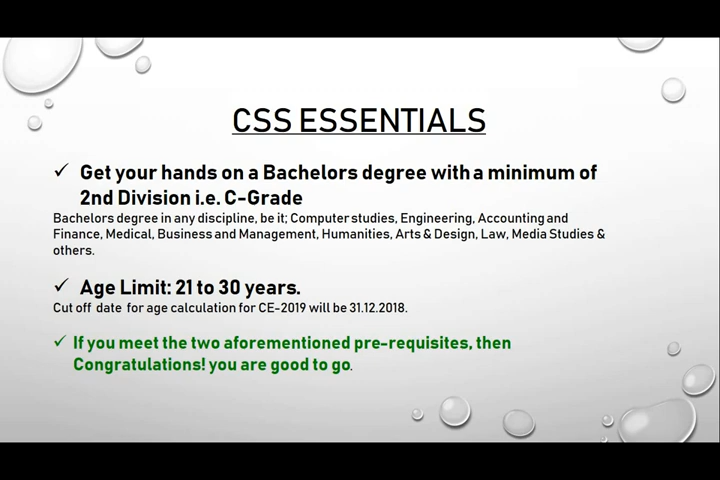 CSS ESSENTIALS
✓ Get your hands on a Bachelors degree with a minimum of
2nd Division i.e. C-Grade
Bachelors degree in any discipline, be it; Computer studies, Engineering, Accounting and
Finance, Medical, Business and Management, Humanities, Arts & Design, Law, Media Studies &
others.
✓ Age Limit: 21 to 30 years.
Cut off date for age calculation for CE-2019 will be 31.12.2018.
✓ If you meet the two aforementioned pre-requisites, then
Congratulations! you are good to go.